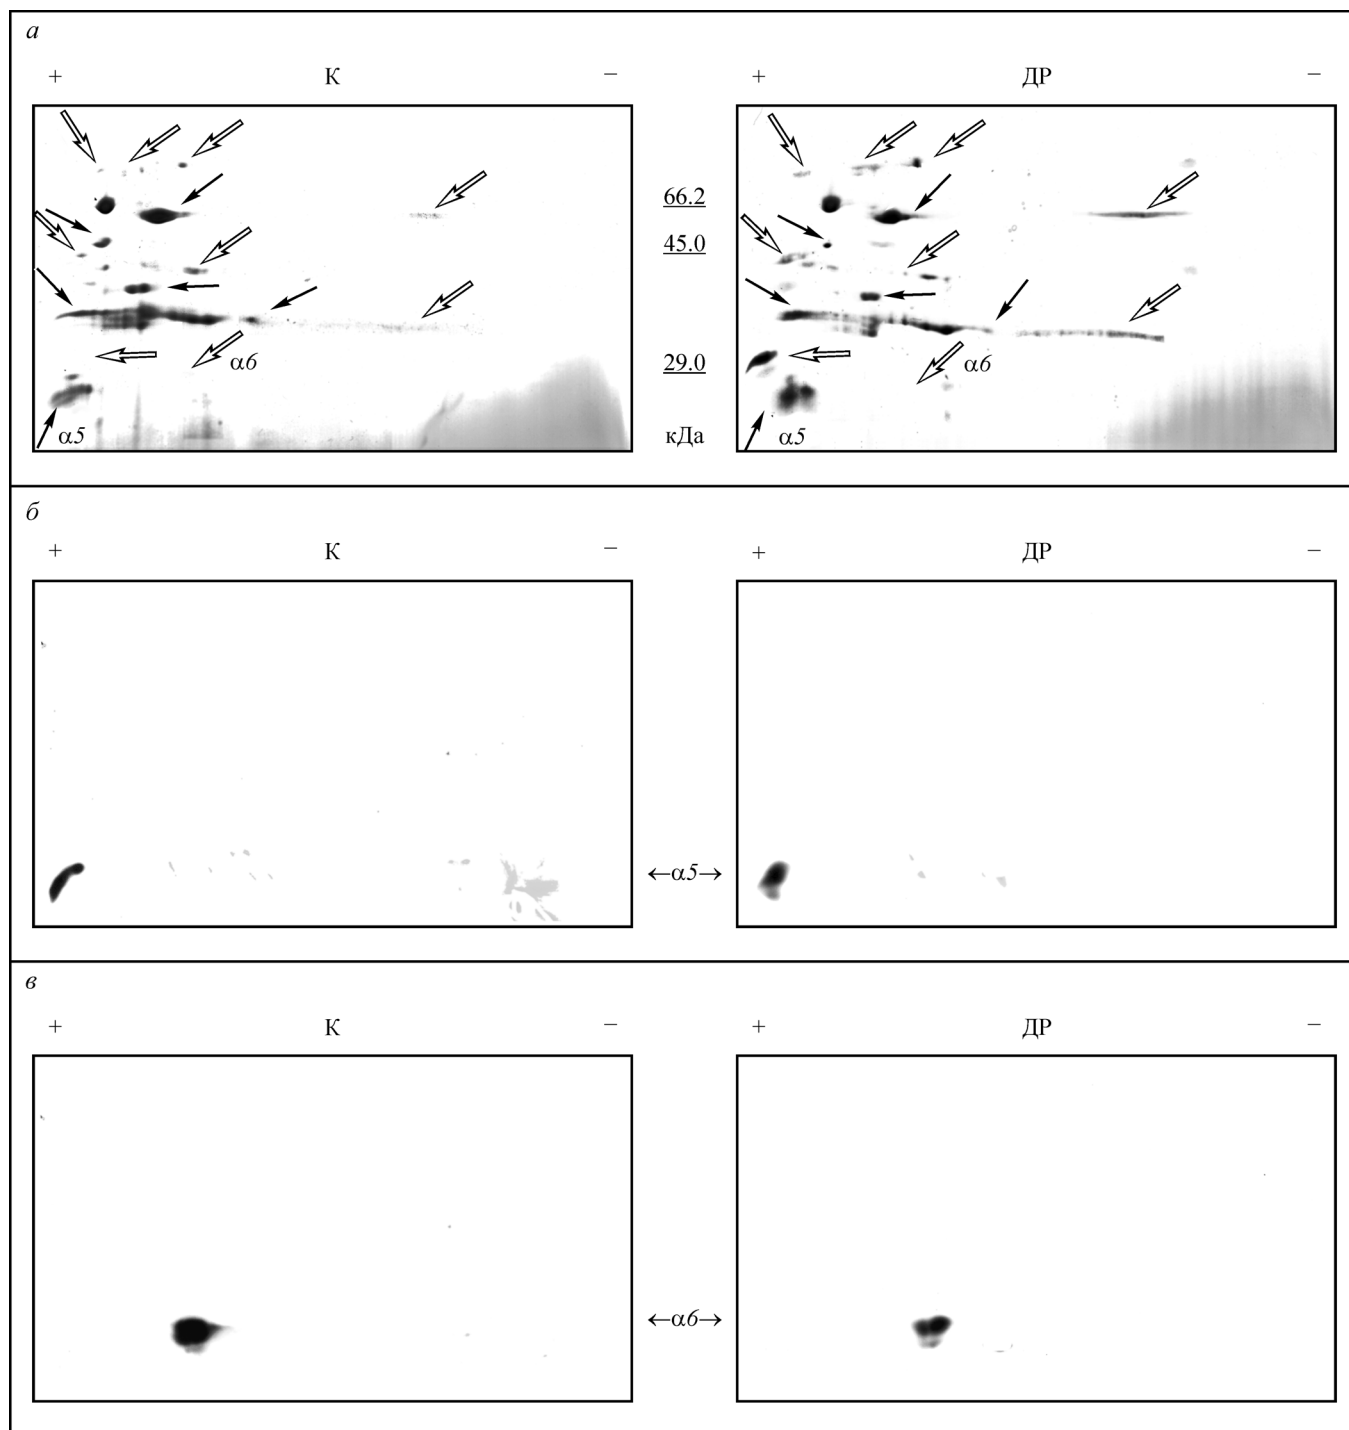 а
+ К − + ДР −
66.2
45.0
α6 29.0 α6
α5 кДа α5
б
+ К − + ДР −
←α5→
в
+ К − + ДР −
←α6→